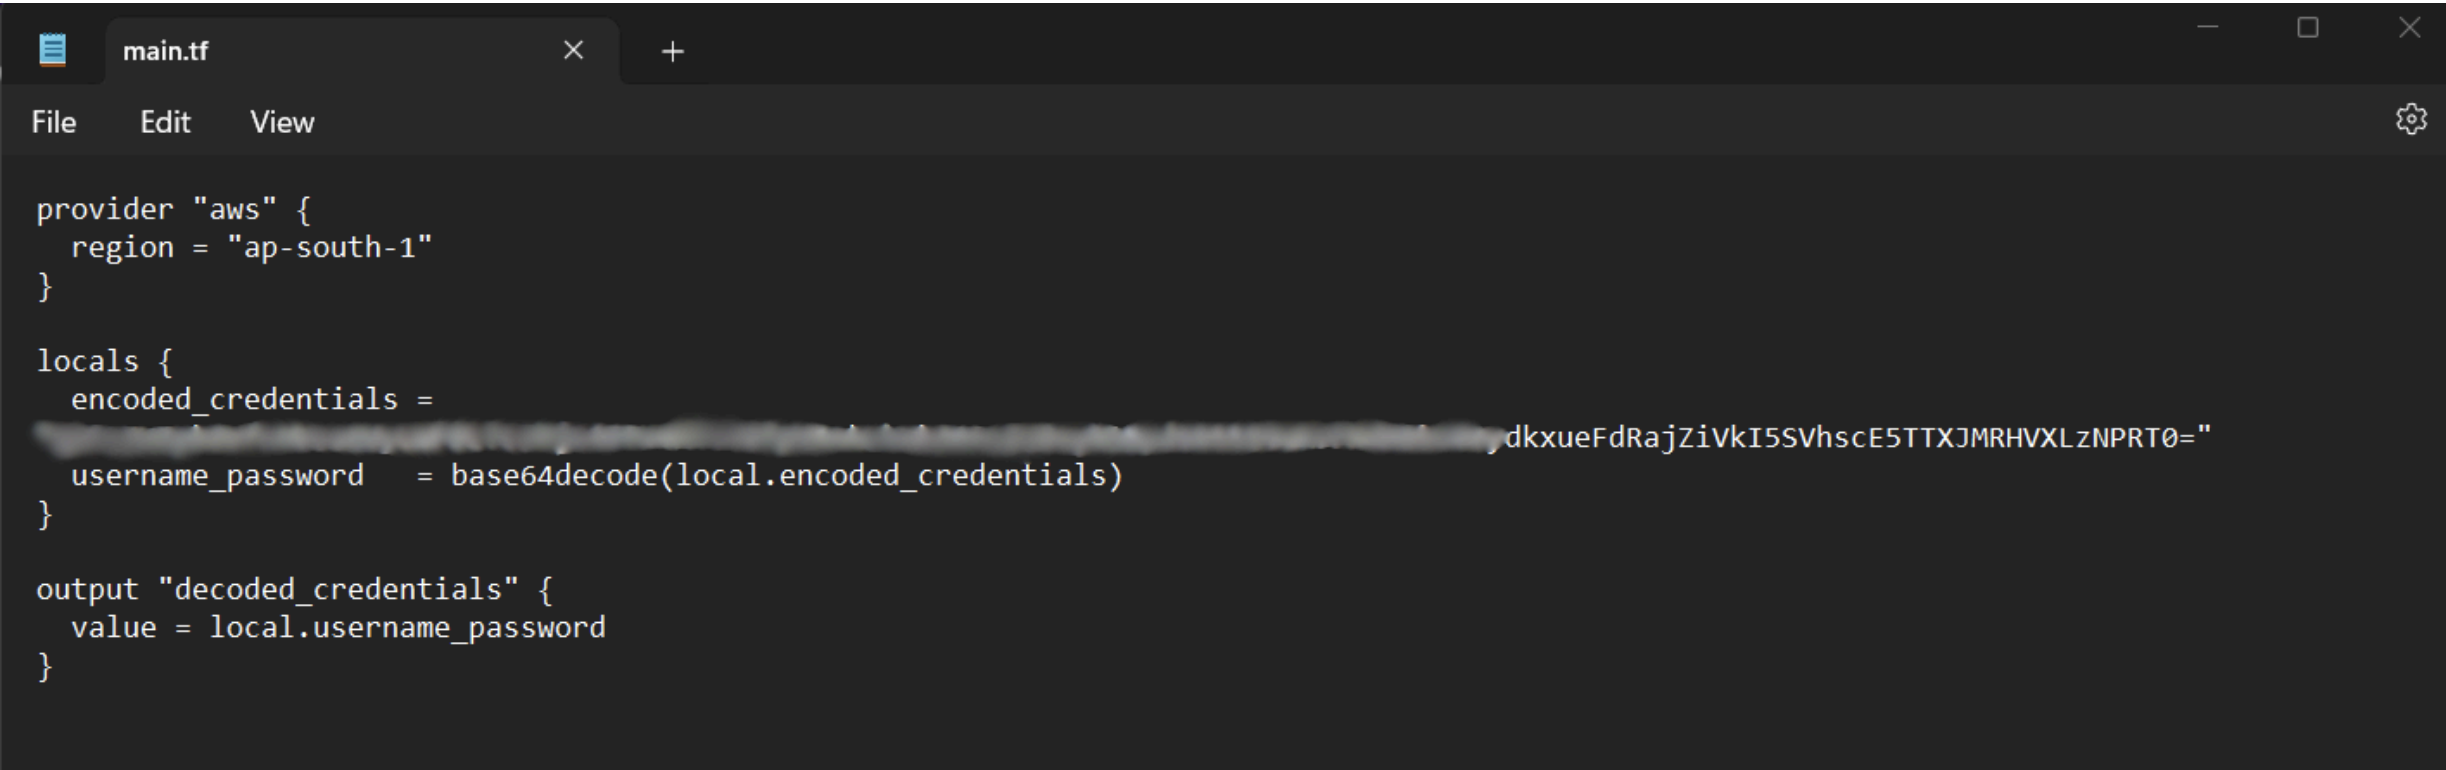 main.tf
File Edit View
provider "aws" {
  region = "ap-south-1"
}
locals {
  encoded_credentials =
dkxueFdRajZiVkI5SVhscE5TTXJMRHVXLzNPRT0="
  username_password   = base64decode(local.encoded_credentials)
}
output "decoded_credentials" {
  value = local.username_password
}